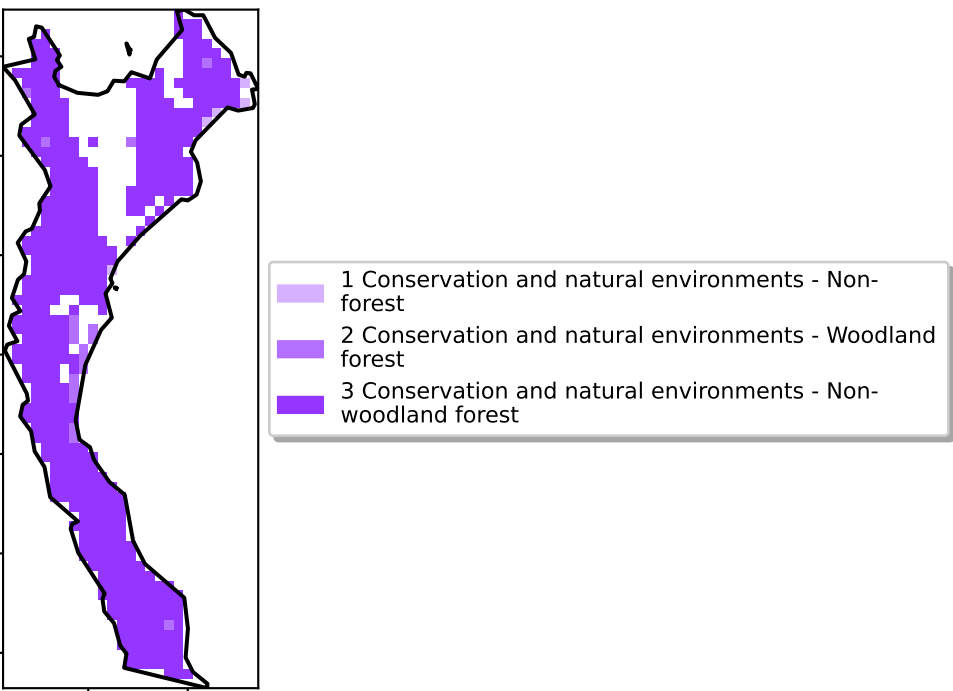 1 Conservation and natural environments - Non-
forest
2 Conservation and natural environments - Woodland
forest
3 Conservation and natural environments - Non-
woodland forest